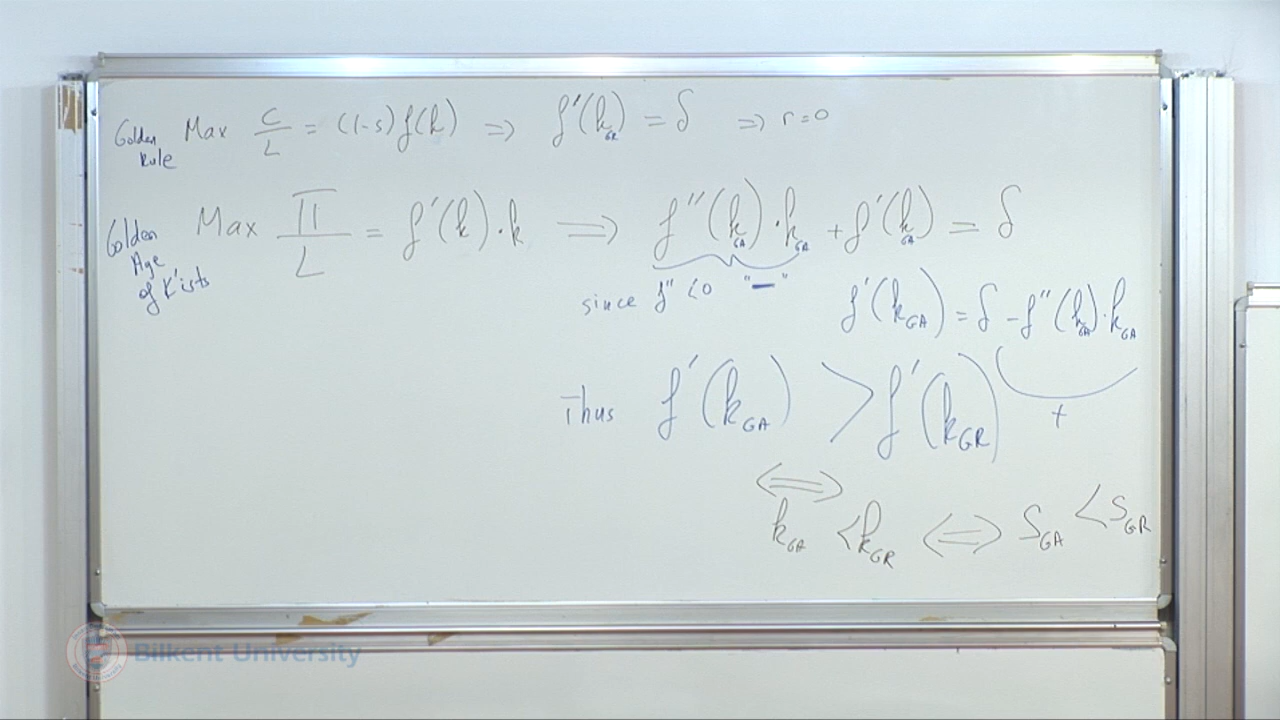 Golden Rule Max C/L = (1-s) f(k) ⇒ f'(k_GR) = δ ⇒ r=0
Golden Age of K'ists Max Π/L = f'(k)·k ⟹ f''(k_GA)·k_GA + f'(k_GA) = δ
since f'' <0 "—" f'(k_GA) = δ - f''(k_GA)·k_GA
Thus f'(k_GA) > f'(k_GR) +
⟺
k_GA < k_GR ⟺ S_GA < S_GR
Bilkent University